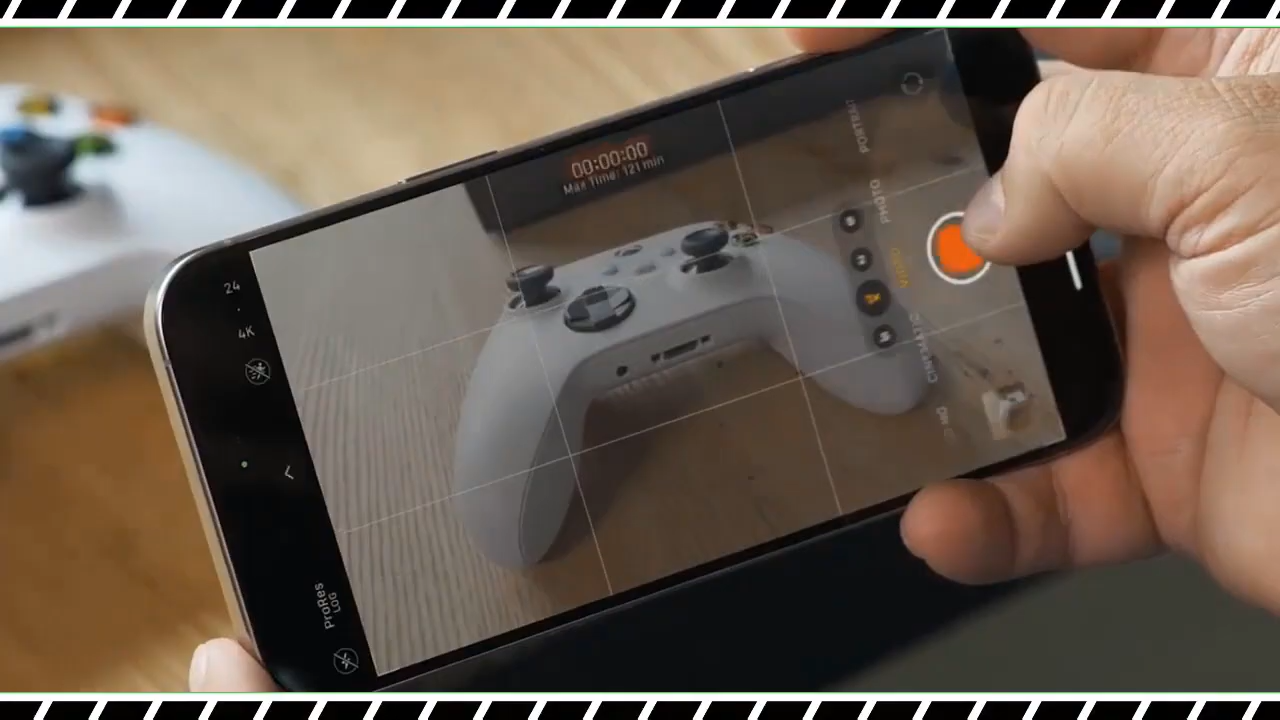 00:00:00
Max Time: 121 min
24
4K
ProRes
LOG
PORTRAIT
PHOTO
VIDEO
CINEMATIC